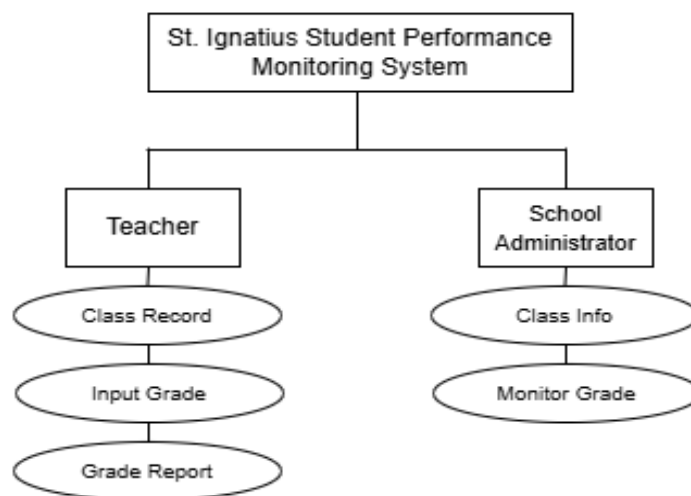 St. Ignatius Student Performance
Monitoring System
Teacher
School
Administrator
Class Record
Class Info
Input Grade
Monitor Grade
Grade Report